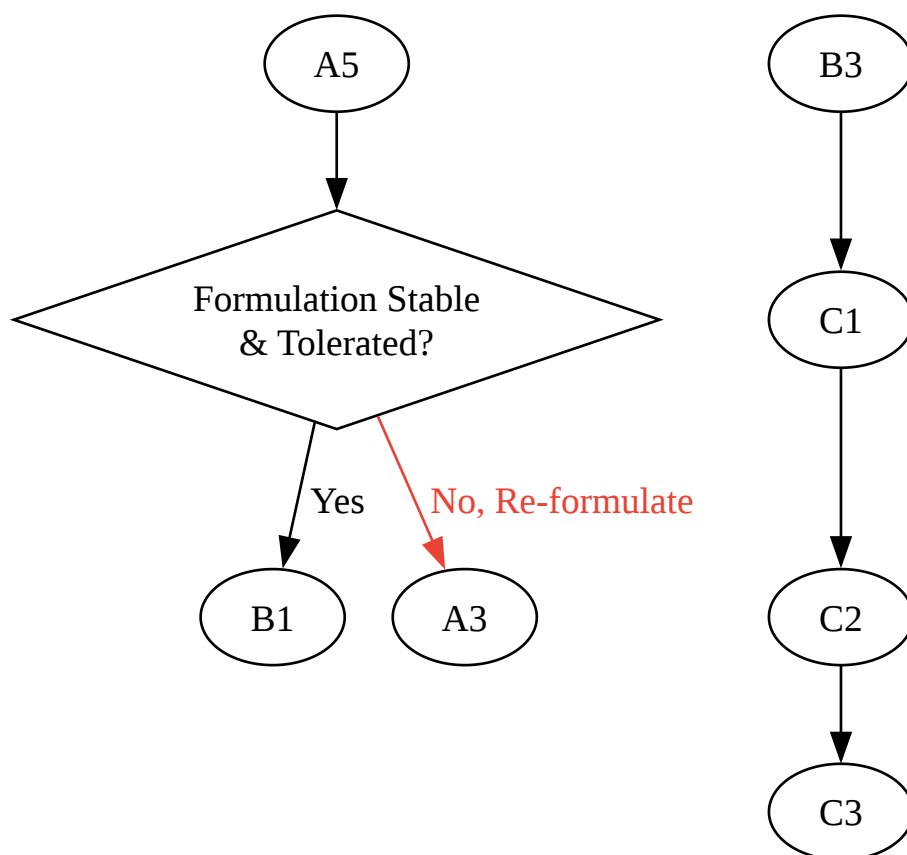 A5
B3
Formulation Stable
& Tolerated?
C1
Yes
No, Re-formulate
B1
A3
C2
C3